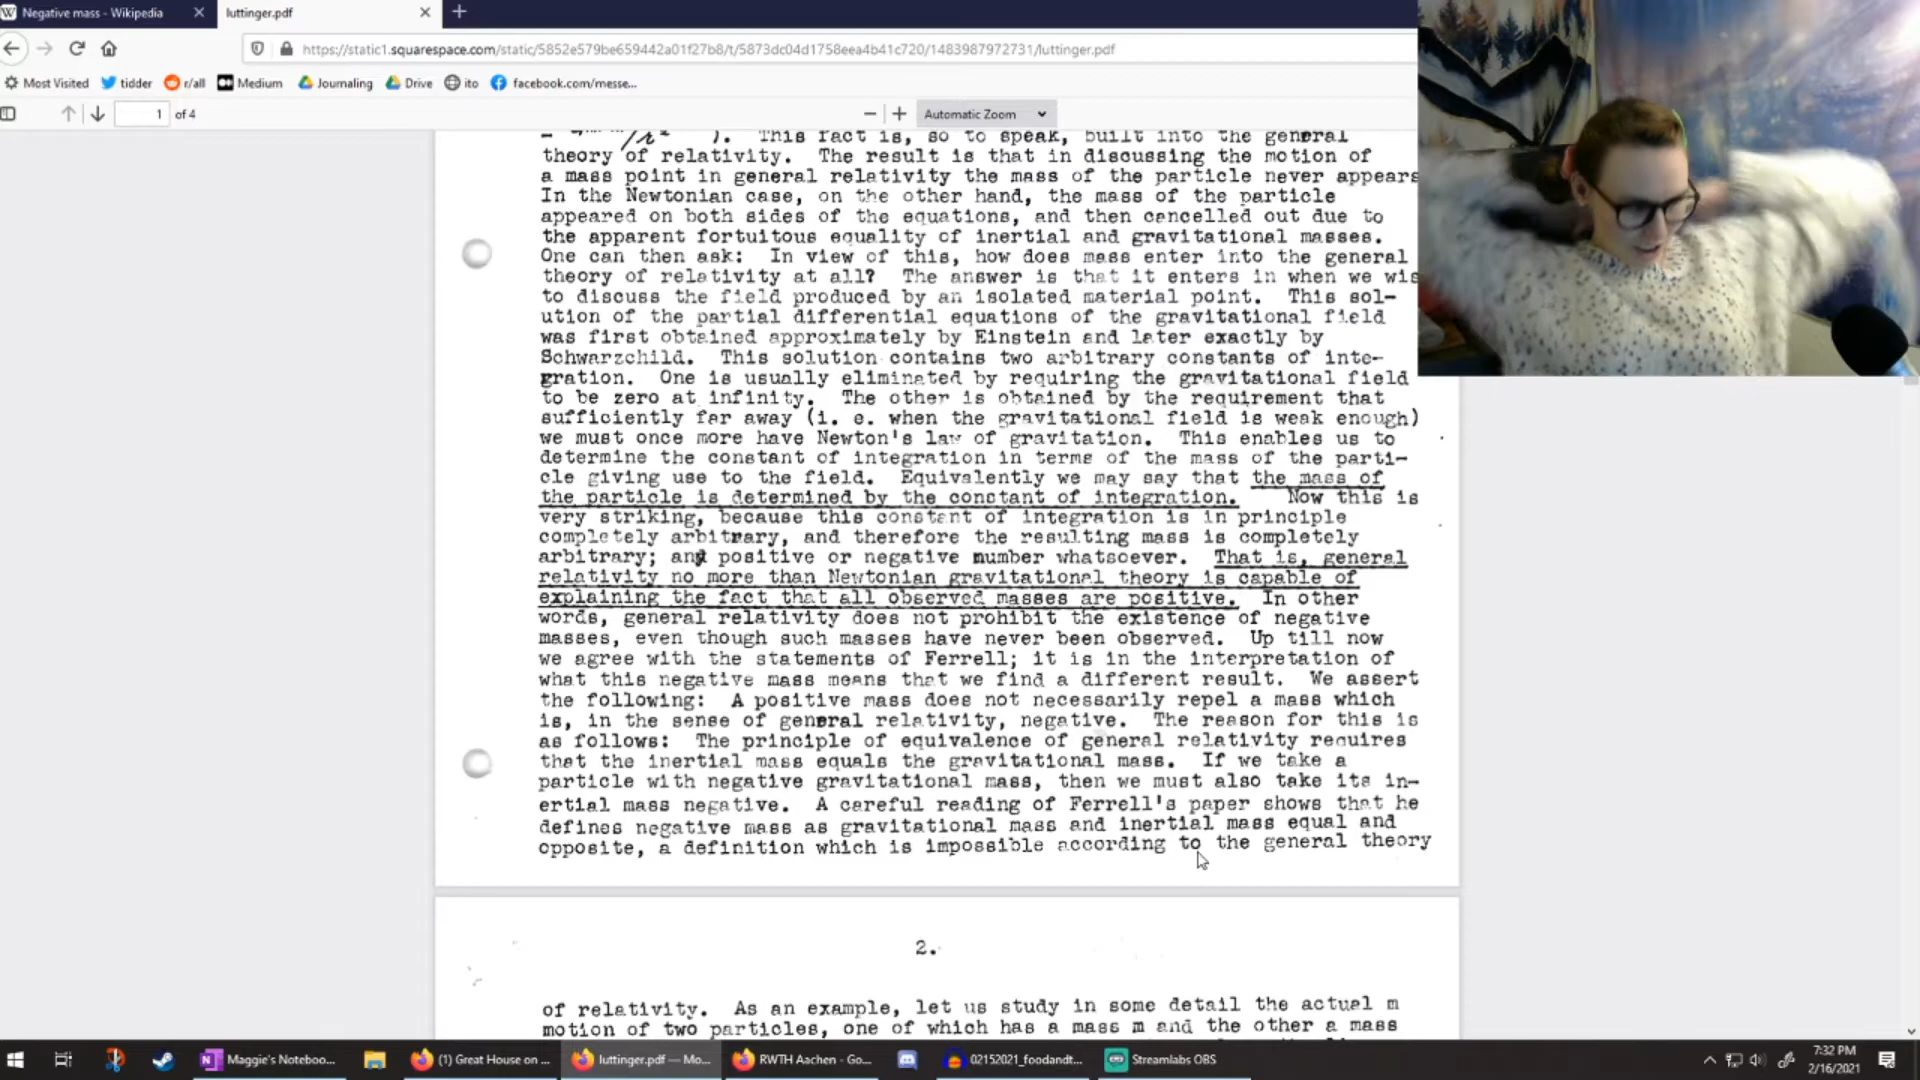 Negative mass - Wikipedia
luttinger.pdf
https://static1.squarespace.com/static/5852e579be659442a01f27b8/t/5873dc04d1758eea4b41c720/1483987972731/luttinger.pdf
Most Visited tidder r/all Medium Journaling Drive ito facebook.com/messe...
1 of 4 Automatic Zoom
). This fact is, so to speak, built into the general
theory of relativity. The result is that in discussing the motion of
a mass point in general relativity the mass of the particle never appears
In the Newtonian case, on the other hand, the mass of the particle
appeared on both sides of the equations, and then cancelled out due to
the apparent fortuitous equality of inertial and gravitational masses.
One can then ask: In view of this, how does mass enter into the general
theory of relativity at all? The answer is that it enters in when we wis
to discuss the field produced by an isolated material point. This sol-
ution of the partial differential equations of the gravitational field
was first obtained approximately by Einstein and later exactly by
Schwarzchild. This solution contains two arbitrary constants of inte-
gration. One is usually eliminated by requiring the gravitational field
to be zero at infinity. The other is obtained by the requirement that
sufficiently far away (i. e. when the gravitational field is weak enough)
we must once more have Newton's law of gravitation. This enables us to
determine the constant of integration in terms of the mass of the parti-
cle giving use to the field. Equivalently we may say that the mass of
the particle is determined by the constant of integration. Now this is
very striking, because this constant of integration is in principle
completely arbitrary, and therefore the resulting mass is completely
arbitrary; any positive or negative number whatsoever. That is, general
relativity no more than Newtonian gravitational theory is capable of
explaining the fact that all observed masses are positive. In other
words, general relativity does not prohibit the existence of negative
masses, even though such masses have never been observed. Up till now
we agree with the statements of Ferrell; it is in the interpretation of
what this negative mass means that we find a different result. We assert
the following: A positive mass does not necessarily repel a mass which
is, in the sense of general relativity, negative. The reason for this is
as follows: The principle of equivalence of general relativity requires
that the inertial mass equals the gravitational mass. If we take a
particle with negative gravitational mass, then we must also take its in-
ertial mass negative. A careful reading of Ferrell's paper shows that he
defines negative mass as gravitational mass and inertial mass equal and
opposite, a definition which is impossible according to the general theory
2.
of relativity. As an example, let us study in some detail the actual m
motion of two particles, one of which has a mass m and the other a mass
Maggie's Noteboo... (1) Great House on ... luttinger.pdf — Mo... RWTH Aachen - Go... 02152021_foodandt... Streamlabs OBS
7:32 PM
2/16/2021